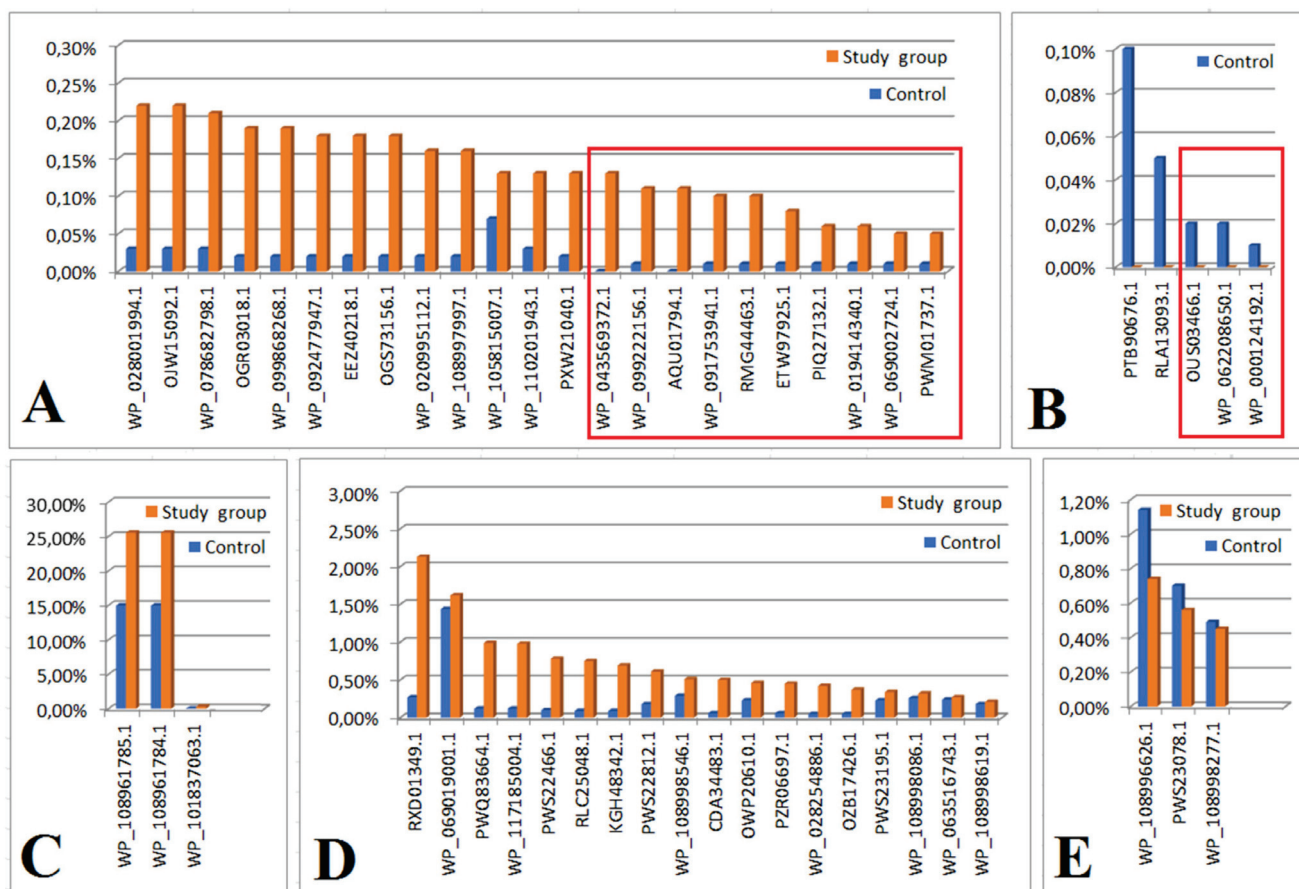 0,30%
0,25%
0,20%
0,15%
0,10%
0,05%
0,00%
Study group
Control
WP_028001994.1
OJW15092.1
WP_078682798.1
OGR03018.1
WP_099868268.1
WP_092477947.1
EEZ40218.1
OGS73156.1
WP_020995112.1
WP_108997997.1
WP_105815007.1
WP_110201943.1
PXW21040.1
WP_043569372.1
WP_099222156.1
AQU01794.1
WP_091753941.1
RMG44463.1
ETW97925.1
PIQ27132.1
WP_019414340.1
WP_069002724.1
PWM01737.1
A
0,10%
0,08%
0,06%
0,04%
0,02%
0,00%
Control
PTB90676.1
RLA13093.1
OUS03466.1
WP_062208650.1
WP_000124192.1
B
30,00%
25,00%
20,00%
15,00%
10,00%
5,00%
0,00%
Study group
Control
WP_108961785.1
WP_108961784.1
WP_101837063.1
C
3,00%
2,50%
2,00%
1,50%
1,00%
0,50%
0,00%
Study group
Control
RXD01349.1
WP_069019001.1
PWQ83664.1
WP_117185004.1
PWS22466.1
RLC25048.1
KGH48342.1
PWS22812.1
WP_108998546.1
CDA34483.1
OWP20610.1
PZR06697.1
WP_028254886.1
OZB17426.1
PWS23195.1
WP_108998086.1
WP_063516743.1
WP_108998619.1
D
1,20%
1,00%
0,80%
0,60%
0,40%
0,20%
0,00%
Study group
Control
WP_108996626.1
PWS23078.1
WP_108998277.1
E